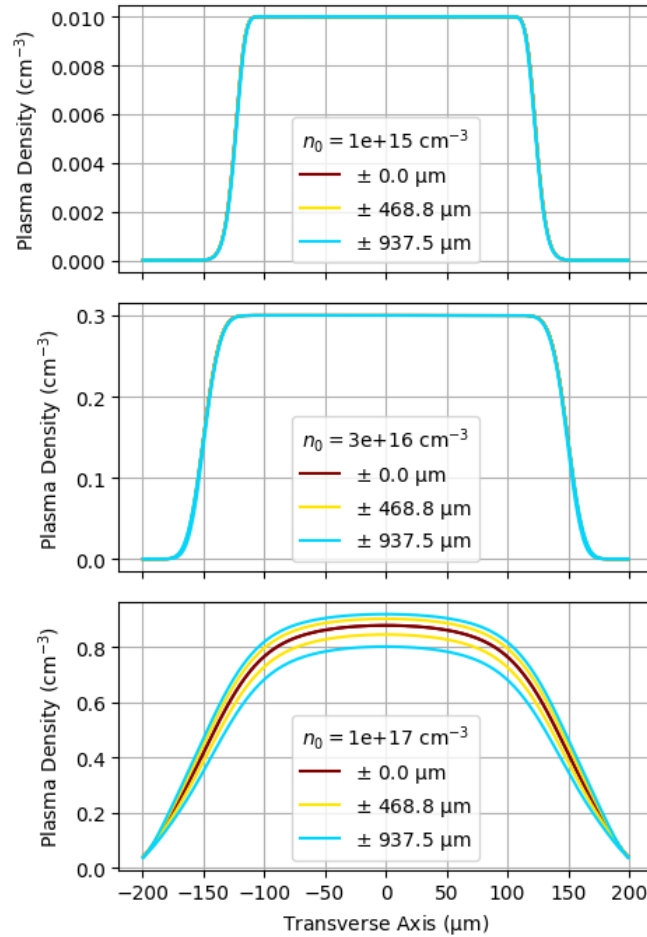 Plasma Density (cm⁻³)
0.010
0.008
0.006
0.004
0.002
0.000
n₀ = 1e+15 cm⁻³
± 0.0 μm
± 468.8 μm
± 937.5 μm
Plasma Density (cm⁻³)
0.3
0.2
0.1
0.0
n₀ = 3e+16 cm⁻³
± 0.0 μm
± 468.8 μm
± 937.5 μm
Plasma Density (cm⁻³)
0.8
0.6
0.4
0.2
0.0
n₀ = 1e+17 cm⁻³
± 0.0 μm
± 468.8 μm
± 937.5 μm
−200 −150 −100 −50 0 50 100 150 200
Transverse Axis (μm)